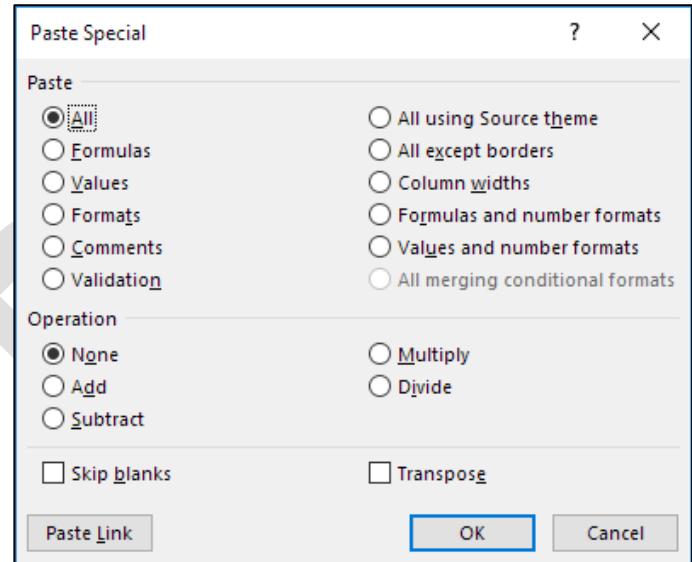 Paste Special ? ✕
Paste
All
Formulas
Values
Formats
Comments
Validation
All using Source theme
All except borders
Column widths
Formulas and number formats
Values and number formats
All merging conditional formats
Operation
None
Add
Subtract
Multiply
Divide
Skip blanks
Transpose
Paste Link
OK
Cancel